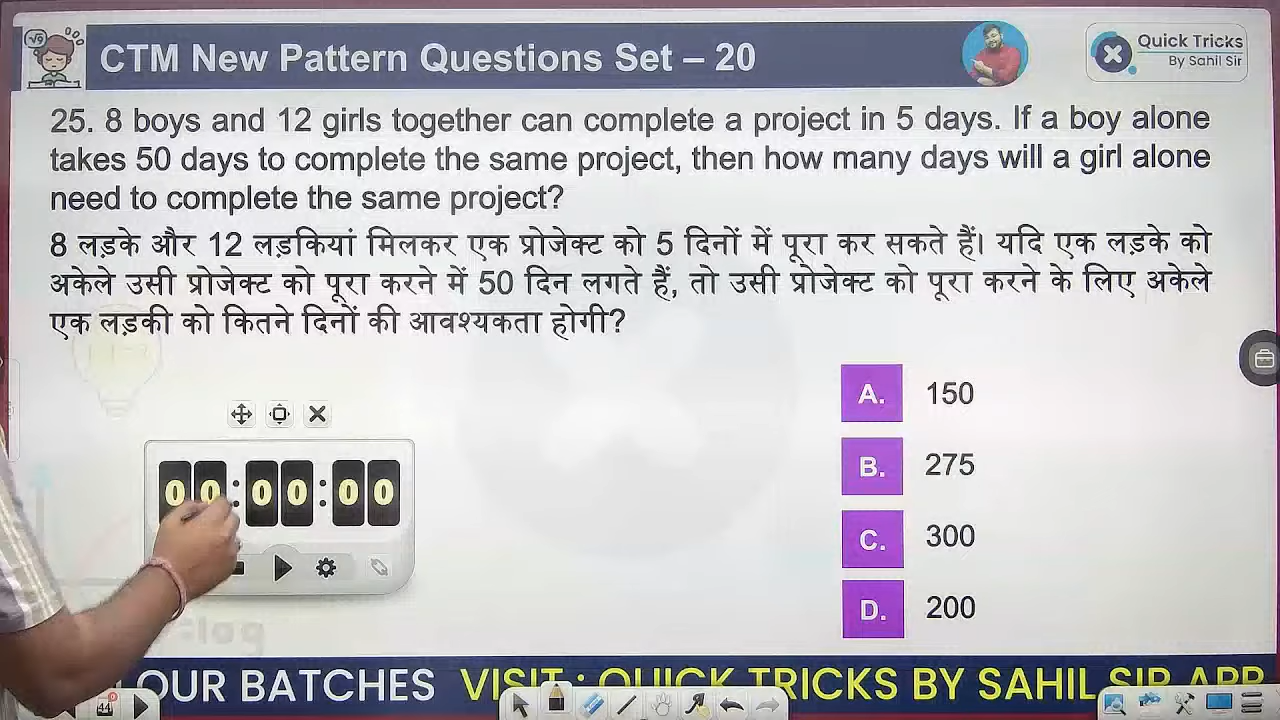 CTM New Pattern Questions Set – 20
Quick Tricks
By Sahil Sir
25. 8 boys and 12 girls together can complete a project in 5 days. If a boy alone
takes 50 days to complete the same project, then how many days will a girl alone
need to complete the same project?
8 लड़के और 12 लड़कियां मिलकर एक प्रोजेक्ट को 5 दिनों में पूरा कर सकते हैं। यदि एक लड़के को
अकेले उसी प्रोजेक्ट को पूरा करने में 50 दिन लगते हैं, तो उसी प्रोजेक्ट को पूरा करने के लिए अकेले
एक लड़की को कितने दिनों की आवश्यकता होगी?
A. 150
B. 275
C. 300
D. 200
00:00:00
OUR BATCHES VISIT : QUICK TRICKS BY SAHIL SIR APP
44